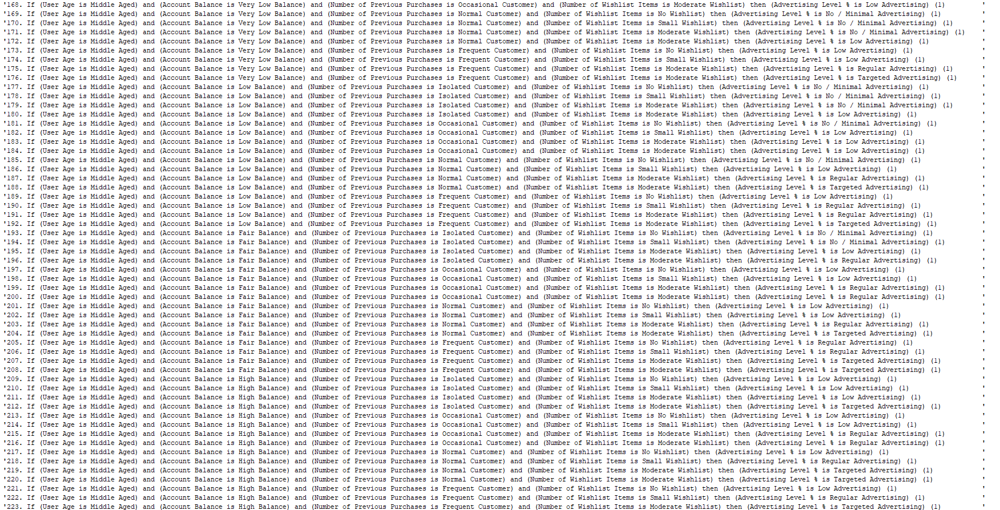 '168. If (User Age is Middle Aged) and (Account Balance is Very Low Balance) and (Number of Previous Purchases is Occasional Customer) and (Number of Wishlist Items is Moderate Wishlist) then (Advertising Level % is Low Advertising) (1) '
'169. If (User Age is Middle Aged) and (Account Balance is Very Low Balance) and (Number of Previous Purchases is Normal Customer) and (Number of Wishlist Items is No Wishlist) then (Advertising Level % is No / Minimal Advertising) (1) '
'170. If (User Age is Middle Aged) and (Account Balance is Very Low Balance) and (Number of Previous Purchases is Normal Customer) and (Number of Wishlist Items is Small Wishlist) then (Advertising Level % is No / Minimal Advertising) (1) '
'171. If (User Age is Middle Aged) and (Account Balance is Very Low Balance) and (Number of Previous Purchases is Normal Customer) and (Number of Wishlist Items is Moderate Wishlist) then (Advertising Level % is No / Minimal Advertising) (1) '
'172. If (User Age is Middle Aged) and (Account Balance is Very Low Balance) and (Number of Previous Purchases is Normal Customer) and (Number of Wishlist Items is Moderate Wishlist) then (Advertising Level % is Low Advertising) (1) '
'173. If (User Age is Middle Aged) and (Account Balance is Very Low Balance) and (Number of Previous Purchases is Frequent Customer) and (Number of Wishlist Items is No Wishlist) then (Advertising Level % is Low Advertising) (1) '
'174. If (User Age is Middle Aged) and (Account Balance is Very Low Balance) and (Number of Previous Purchases is Frequent Customer) and (Number of Wishlist Items is Small Wishlist) then (Advertising Level % is Low Advertising) (1) '
'175. If (User Age is Middle Aged) and (Account Balance is Very Low Balance) and (Number of Previous Purchases is Frequent Customer) and (Number of Wishlist Items is Moderate Wishlist) then (Advertising Level % is Regular Advertising) (1) '
'176. If (User Age is Middle Aged) and (Account Balance is Very Low Balance) and (Number of Previous Purchases is Frequent Customer) and (Number of Wishlist Items is Moderate Wishlist) then (Advertising Level % is Targeted Advertising) (1) '
'177. If (User Age is Middle Aged) and (Account Balance is Low Balance) and (Number of Previous Purchases is Isolated Customer) and (Number of Wishlist Items is No Wishlist) then (Advertising Level % is No / Minimal Advertising) (1) '
'178. If (User Age is Middle Aged) and (Account Balance is Low Balance) and (Number of Previous Purchases is Isolated Customer) and (Number of Wishlist Items is Small Wishlist) then (Advertising Level % is No / Minimal Advertising) (1) '
'179. If (User Age is Middle Aged) and (Account Balance is Low Balance) and (Number of Previous Purchases is Isolated Customer) and (Number of Wishlist Items is Moderate Wishlist) then (Advertising Level % is No / Minimal Advertising) (1) '
'180. If (User Age is Middle Aged) and (Account Balance is Low Balance) and (Number of Previous Purchases is Isolated Customer) and (Number of Wishlist Items is Moderate Wishlist) then (Advertising Level % is Low Advertising) (1) '
'181. If (User Age is Middle Aged) and (Account Balance is Low Balance) and (Number of Previous Purchases is Occasional Customer) and (Number of Wishlist Items is No Wishlist) then (Advertising Level % is No / Minimal Advertising) (1) '
'182. If (User Age is Middle Aged) and (Account Balance is Low Balance) and (Number of Previous Purchases is Occasional Customer) and (Number of Wishlist Items is Small Wishlist) then (Advertising Level % is Low Advertising) (1) '
'183. If (User Age is Middle Aged) and (Account Balance is Low Balance) and (Number of Previous Purchases is Occasional Customer) and (Number of Wishlist Items is Moderate Wishlist) then (Advertising Level % is Low Advertising) (1) '
'184. If (User Age is Middle Aged) and (Account Balance is Low Balance) and (Number of Previous Purchases is Occasional Customer) and (Number of Wishlist Items is Moderate Wishlist) then (Advertising Level % is Low Advertising) (1) '
'185. If (User Age is Middle Aged) and (Account Balance is Low Balance) and (Number of Previous Purchases is Normal Customer) and (Number of Wishlist Items is No Wishlist) then (Advertising Level % is No / Minimal Advertising) (1) '
'186. If (User Age is Middle Aged) and (Account Balance is Low Balance) and (Number of Previous Purchases is Normal Customer) and (Number of Wishlist Items is Small Wishlist) then (Advertising Level % is Low Advertising) (1) '
'187. If (User Age is Middle Aged) and (Account Balance is Low Balance) and (Number of Previous Purchases is Normal Customer) and (Number of Wishlist Items is Moderate Wishlist) then (Advertising Level % is Regular Advertising) (1) '
'188. If (User Age is Middle Aged) and (Account Balance is Low Balance) and (Number of Previous Purchases is Normal Customer) and (Number of Wishlist Items is Moderate Wishlist) then (Advertising Level % is Targeted Advertising) (1) '
'189. If (User Age is Middle Aged) and (Account Balance is Low Balance) and (Number of Previous Purchases is Frequent Customer) and (Number of Wishlist Items is No Wishlist) then (Advertising Level % is Low Advertising) (1) '
'190. If (User Age is Middle Aged) and (Account Balance is Low Balance) and (Number of Previous Purchases is Frequent Customer) and (Number of Wishlist Items is Small Wishlist) then (Advertising Level % is Regular Advertising) (1) '
'191. If (User Age is Middle Aged) and (Account Balance is Low Balance) and (Number of Previous Purchases is Frequent Customer) and (Number of Wishlist Items is Moderate Wishlist) then (Advertising Level % is Regular Advertising) (1) '
'192. If (User Age is Middle Aged) and (Account Balance is Low Balance) and (Number of Previous Purchases is Frequent Customer) and (Number of Wishlist Items is Moderate Wishlist) then (Advertising Level % is Targeted Advertising) (1) '
'193. If (User Age is Middle Aged) and (Account Balance is Fair Balance) and (Number of Previous Purchases is Isolated Customer) and (Number of Wishlist Items is No Wishlist) then (Advertising Level % is No / Minimal Advertising) (1) '
'194. If (User Age is Middle Aged) and (Account Balance is Fair Balance) and (Number of Previous Purchases is Isolated Customer) and (Number of Wishlist Items is Small Wishlist) then (Advertising Level % is No / Minimal Advertising) (1) '
'195. If (User Age is Middle Aged) and (Account Balance is Fair Balance) and (Number of Previous Purchases is Isolated Customer) and (Number of Wishlist Items is Moderate Wishlist) then (Advertising Level % is Low Advertising) (1) '
'196. If (User Age is Middle Aged) and (Account Balance is Fair Balance) and (Number of Previous Purchases is Isolated Customer) and (Number of Wishlist Items is Moderate Wishlist) then (Advertising Level % is Regular Advertising) (1) '
'197. If (User Age is Middle Aged) and (Account Balance is Fair Balance) and (Number of Previous Purchases is Occasional Customer) and (Number of Wishlist Items is No Wishlist) then (Advertising Level % is Low Advertising) (1) '
'198. If (User Age is Middle Aged) and (Account Balance is Fair Balance) and (Number of Previous Purchases is Occasional Customer) and (Number of Wishlist Items is Small Wishlist) then (Advertising Level % is Low Advertising) (1) '
'199. If (User Age is Middle Aged) and (Account Balance is Fair Balance) and (Number of Previous Purchases is Occasional Customer) and (Number of Wishlist Items is Moderate Wishlist) then (Advertising Level % is Regular Advertising) (1) '
'200. If (User Age is Middle Aged) and (Account Balance is Fair Balance) and (Number of Previous Purchases is Occasional Customer) and (Number of Wishlist Items is Moderate Wishlist) then (Advertising Level % is Regular Advertising) (1) '
'201. If (User Age is Middle Aged) and (Account Balance is Fair Balance) and (Number of Previous Purchases is Normal Customer) and (Number of Wishlist Items is No Wishlist) then (Advertising Level % is Low Advertising) (1) '
'202. If (User Age is Middle Aged) and (Account Balance is Fair Balance) and (Number of Previous Purchases is Normal Customer) and (Number of Wishlist Items is Small Wishlist) then (Advertising Level % is Low Advertising) (1) '
'203. If (User Age is Middle Aged) and (Account Balance is Fair Balance) and (Number of Previous Purchases is Normal Customer) and (Number of Wishlist Items is Moderate Wishlist) then (Advertising Level % is Regular Advertising) (1) '
'204. If (User Age is Middle Aged) and (Account Balance is Fair Balance) and (Number of Previous Purchases is Normal Customer) and (Number of Wishlist Items is Moderate Wishlist) then (Advertising Level % is Targeted Advertising) (1) '
'205. If (User Age is Middle Aged) and (Account Balance is Fair Balance) and (Number of Previous Purchases is Frequent Customer) and (Number of Wishlist Items is No Wishlist) then (Advertising Level % is Regular Advertising) (1) '
'206. If (User Age is Middle Aged) and (Account Balance is Fair Balance) and (Number of Previous Purchases is Frequent Customer) and (Number of Wishlist Items is Small Wishlist) then (Advertising Level % is Regular Advertising) (1) '
'207. If (User Age is Middle Aged) and (Account Balance is Fair Balance) and (Number of Previous Purchases is Frequent Customer) and (Number of Wishlist Items is Moderate Wishlist) then (Advertising Level % is Targeted Advertising) (1) '
'208. If (User Age is Middle Aged) and (Account Balance is Fair Balance) and (Number of Previous Purchases is Frequent Customer) and (Number of Wishlist Items is Moderate Wishlist) then (Advertising Level % is Targeted Advertising) (1) '
'209. If (User Age is Middle Aged) and (Account Balance is High Balance) and (Number of Previous Purchases is Isolated Customer) and (Number of Wishlist Items is No Wishlist) then (Advertising Level % is Low Advertising) (1) '
'210. If (User Age is Middle Aged) and (Account Balance is High Balance) and (Number of Previous Purchases is Isolated Customer) and (Number of Wishlist Items is Small Wishlist) then (Advertising Level % is Low Advertising) (1) '
'211. If (User Age is Middle Aged) and (Account Balance is High Balance) and (Number of Previous Purchases is Isolated Customer) and (Number of Wishlist Items is Moderate Wishlist) then (Advertising Level % is Low Advertising) (1) '
'212. If (User Age is Middle Aged) and (Account Balance is High Balance) and (Number of Previous Purchases is Isolated Customer) and (Number of Wishlist Items is Moderate Wishlist) then (Advertising Level % is Targeted Advertising) (1) '
'213. If (User Age is Middle Aged) and (Account Balance is High Balance) and (Number of Previous Purchases is Occasional Customer) and (Number of Wishlist Items is No Wishlist) then (Advertising Level % is Low Advertising) (1) '
'214. If (User Age is Middle Aged) and (Account Balance is High Balance) and (Number of Previous Purchases is Occasional Customer) and (Number of Wishlist Items is Small Wishlist) then (Advertising Level % is Low Advertising) (1) '
'215. If (User Age is Middle Aged) and (Account Balance is High Balance) and (Number of Previous Purchases is Occasional Customer) and (Number of Wishlist Items is Moderate Wishlist) then (Advertising Level % is Regular Advertising) (1) '
'216. If (User Age is Middle Aged) and (Account Balance is High Balance) and (Number of Previous Purchases is Occasional Customer) and (Number of Wishlist Items is Moderate Wishlist) then (Advertising Level % is Regular Advertising) (1) '
'217. If (User Age is Middle Aged) and (Account Balance is High Balance) and (Number of Previous Purchases is Normal Customer) and (Number of Wishlist Items is No Wishlist) then (Advertising Level % is Low Advertising) (1) '
'218. If (User Age is Middle Aged) and (Account Balance is High Balance) and (Number of Previous Purchases is Normal Customer) and (Number of Wishlist Items is Small Wishlist) then (Advertising Level % is Regular Advertising) (1) '
'219. If (User Age is Middle Aged) and (Account Balance is High Balance) and (Number of Previous Purchases is Normal Customer) and (Number of Wishlist Items is Moderate Wishlist) then (Advertising Level % is Targeted Advertising) (1) '
'220. If (User Age is Middle Aged) and (Account Balance is High Balance) and (Number of Previous Purchases is Normal Customer) and (Number of Wishlist Items is Moderate Wishlist) then (Advertising Level % is Targeted Advertising) (1) '
'221. If (User Age is Middle Aged) and (Account Balance is High Balance) and (Number of Previous Purchases is Frequent Customer) and (Number of Wishlist Items is No Wishlist) then (Advertising Level % is Low Advertising) (1) '
'222. If (User Age is Middle Aged) and (Account Balance is High Balance) and (Number of Previous Purchases is Frequent Customer) and (Number of Wishlist Items is Small Wishlist) then (Advertising Level % is Regular Advertising) (1) '
'223. If (User Age is Middle Aged) and (Account Balance is High Balance) and (Number of Previous Purchases is Frequent Customer) and (Number of Wishlist Items is Moderate Wishlist) then (Advertising Level % is Targeted Advertising) (1) '